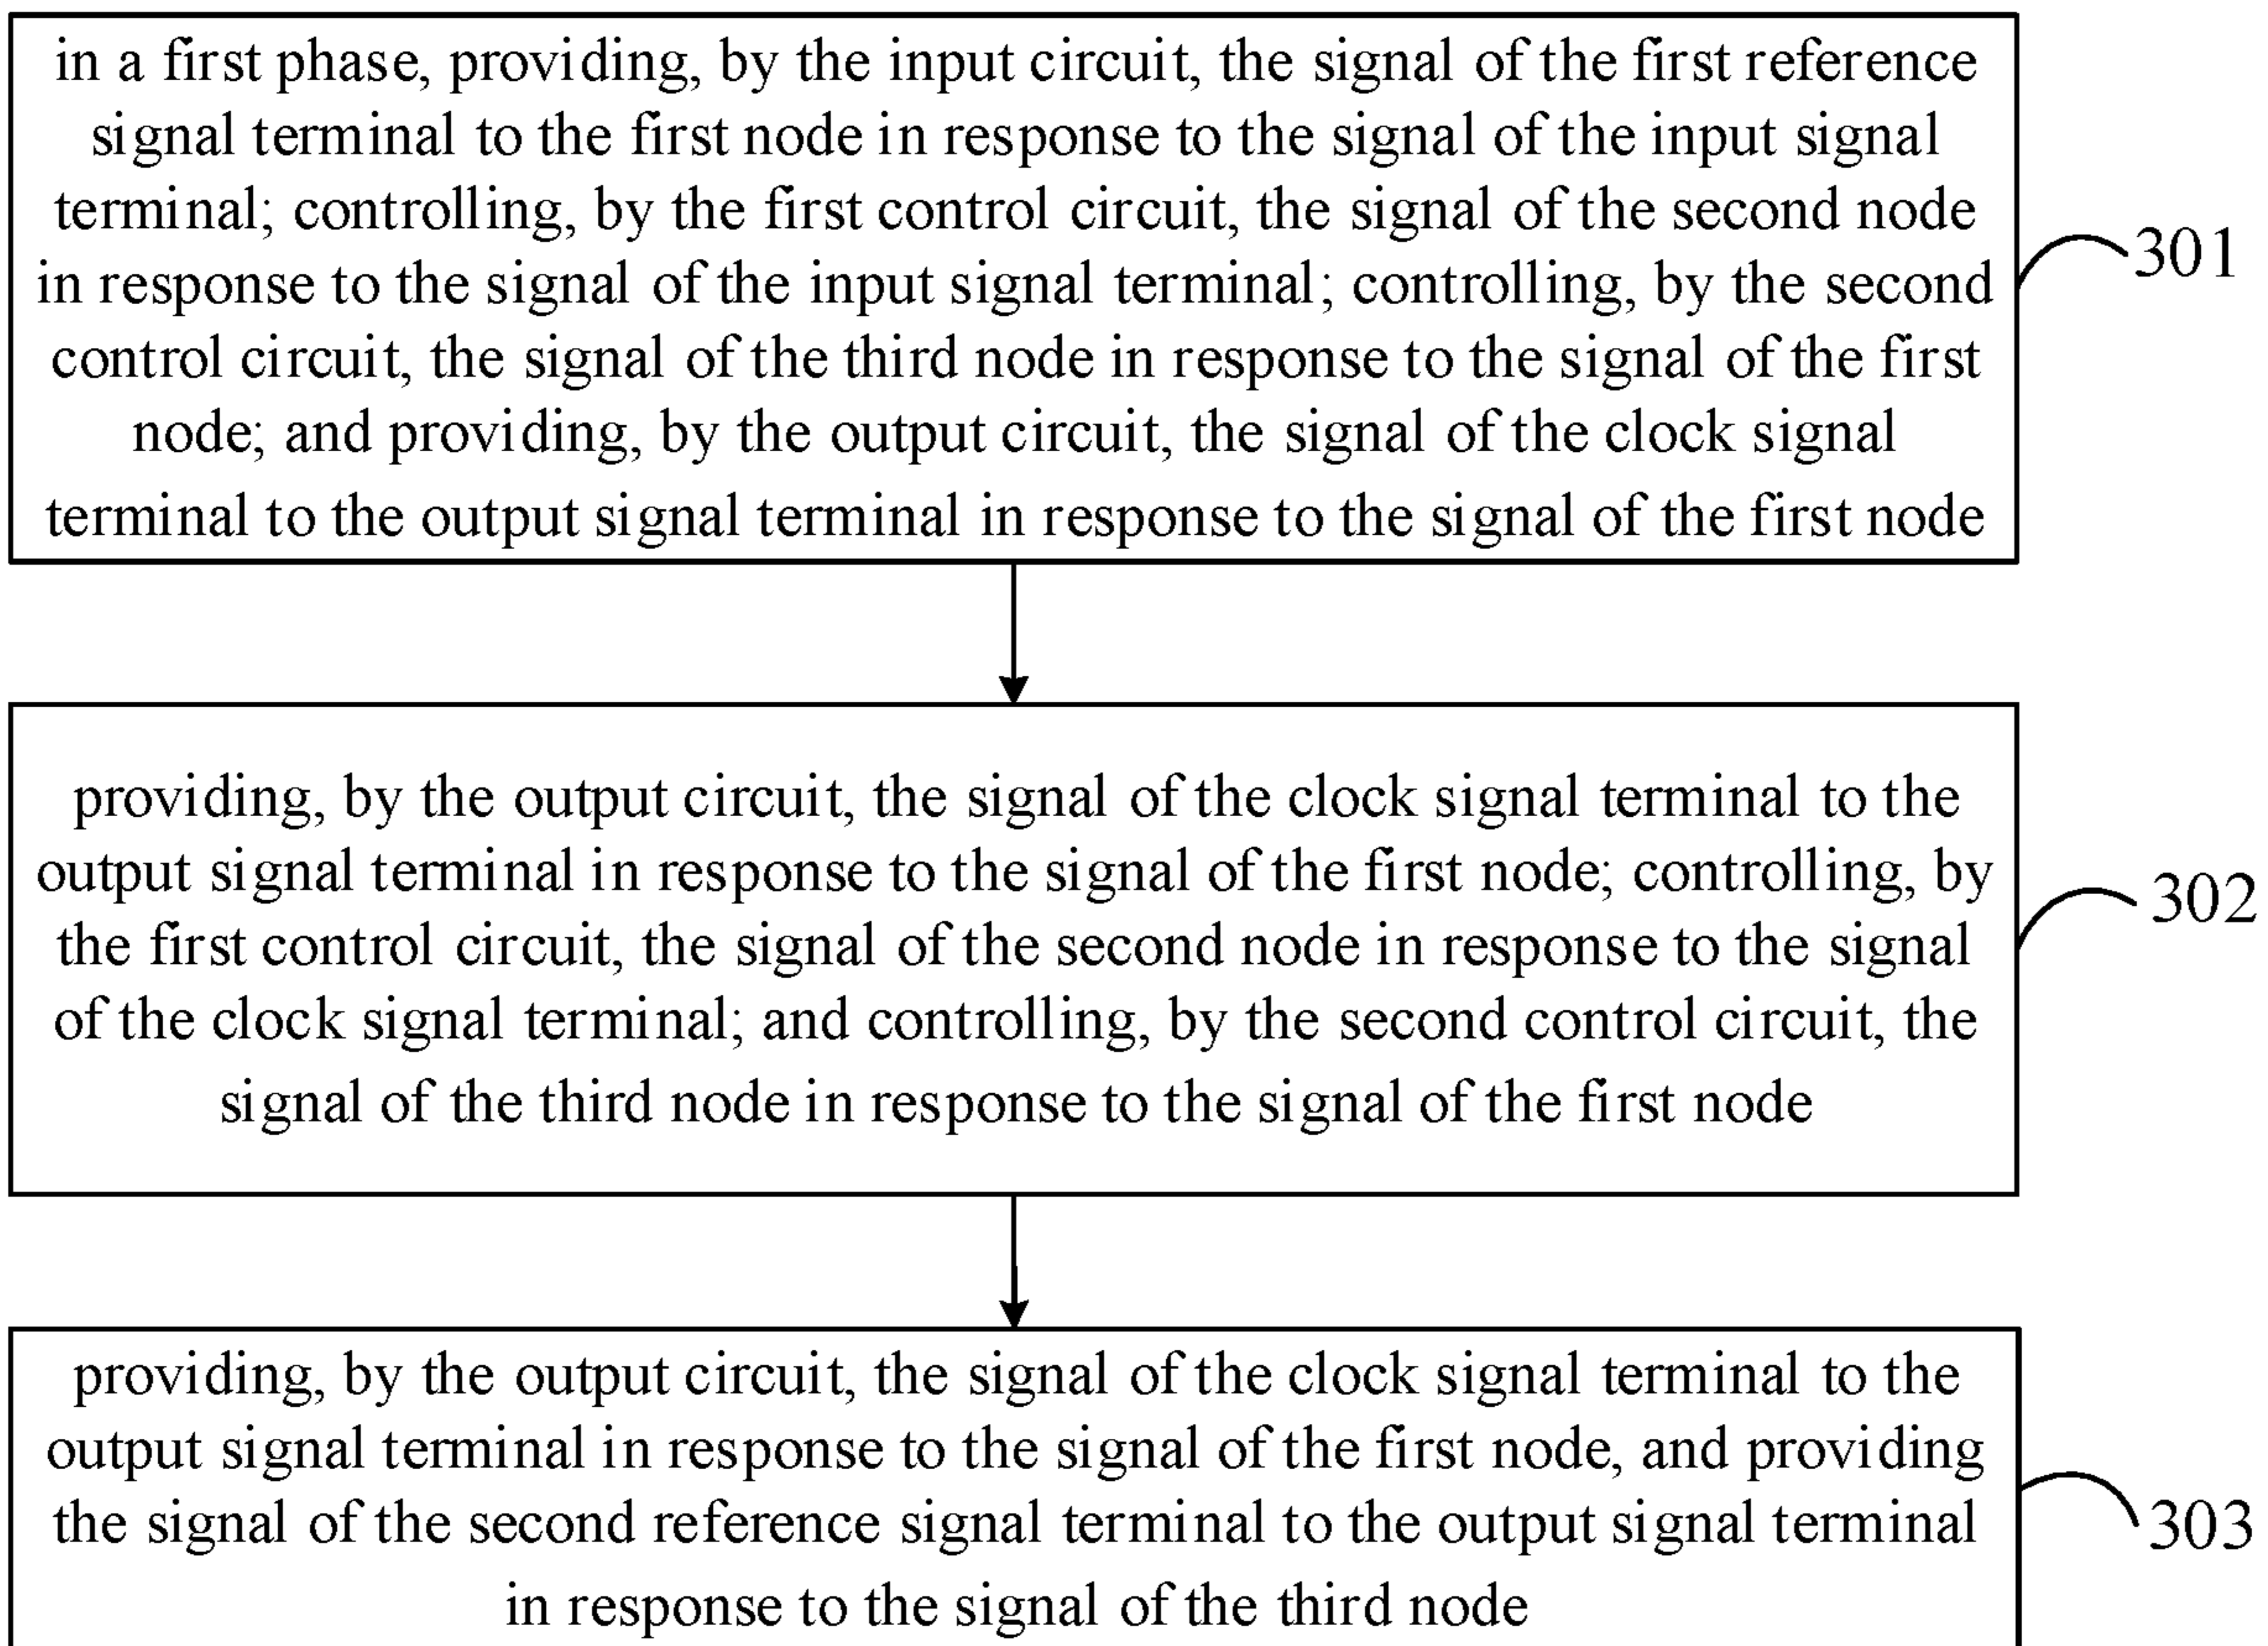 in a first phase, providing, by the input circuit, the signal of the first reference
signal terminal to the first node in response to the signal of the input signal
terminal; controlling, by the first control circuit, the signal of the second node
in response to the signal of the input signal terminal; controlling, by the second
control circuit, the signal of the third node in response to the signal of the first
node; and providing, by the output circuit, the signal of the clock signal
terminal to the output signal terminal in response to the signal of the first node
301
providing, by the output circuit, the signal of the clock signal terminal to the
output signal terminal in response to the signal of the first node; controlling, by
the first control circuit, the signal of the second node in response to the signal
of the clock signal terminal; and controlling, by the second control circuit, the
signal of the third node in response to the signal of the first node
302
providing, by the output circuit, the signal of the clock signal terminal to the
output signal terminal in response to the signal of the first node, and providing
the signal of the second reference signal terminal to the output signal terminal
in response to the signal of the third node
303